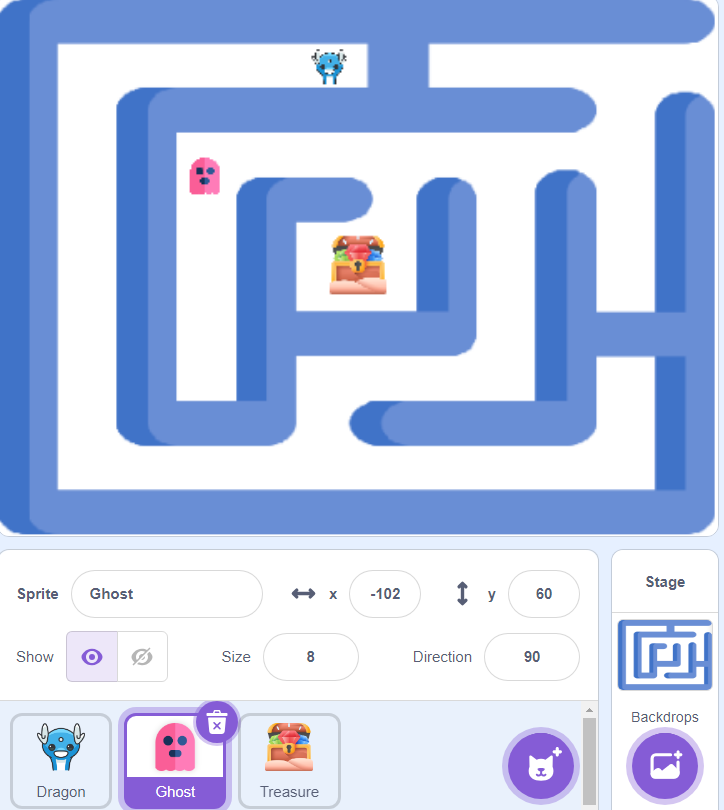 Sprite Ghost x -102 y 60
Stage
Show Size 8 Direction 90
Backdrops
Dragon Ghost Treasure